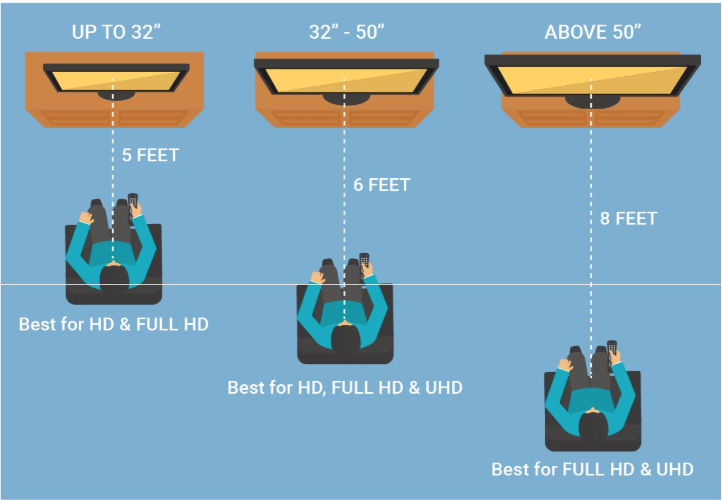 UP TO 32”
32” - 50”
ABOVE 50”
5 FEET
6 FEET
8 FEET
Best for HD & FULL HD
Best for HD, FULL HD & UHD
Best for FULL HD & UHD